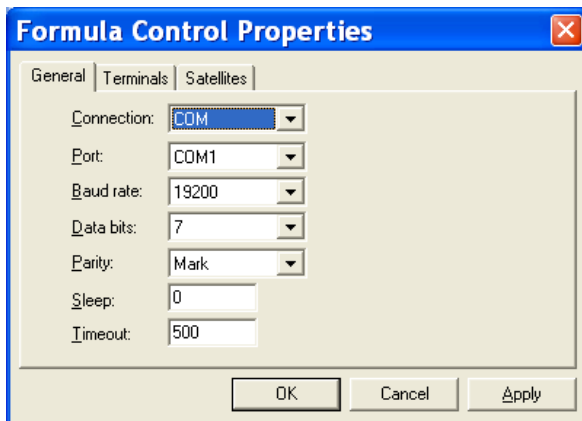 Formula Control Properties
General Terminals Satellites
Connection: COM
Port: COM1
Baud rate: 19200
Data bits: 7
Parity: Mark
Sleep: 0
Timeout: 500
OK Cancel Apply